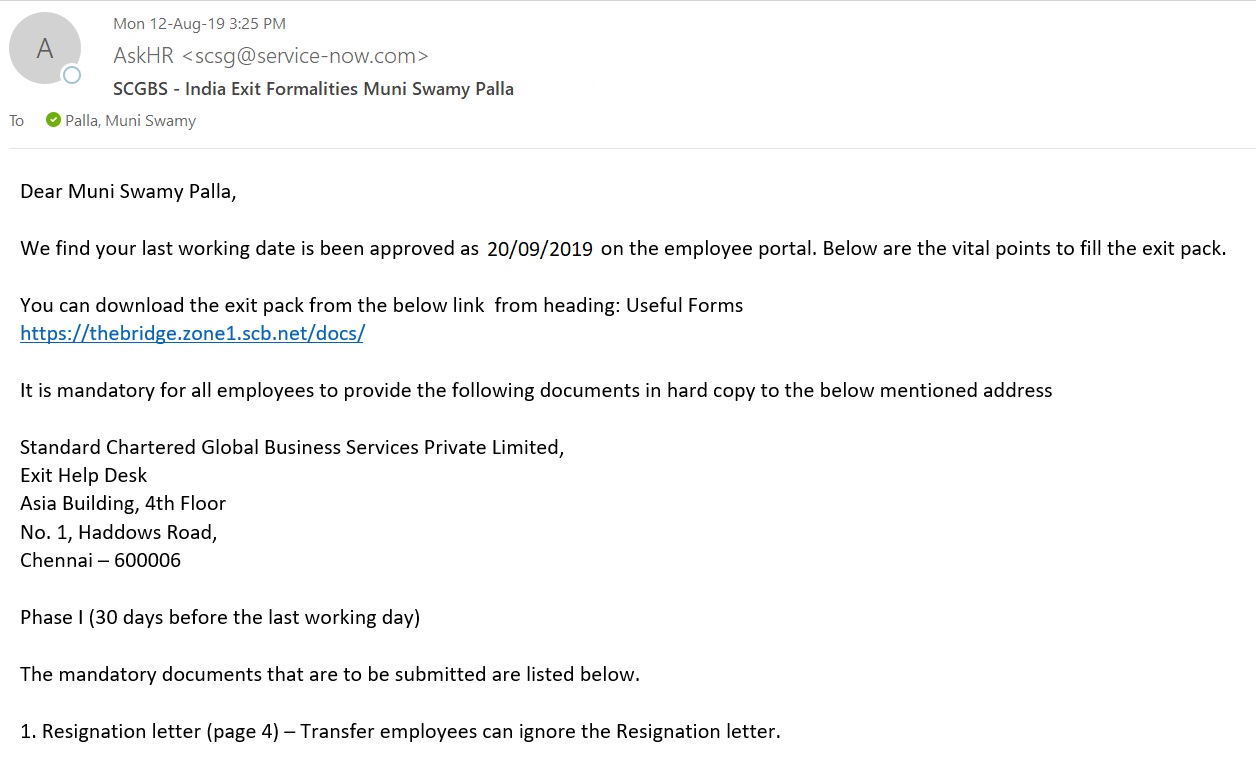 A
Mon 12-Aug-19 3:25 PM
AskHR <scsg@service-now.com>
SCGBS - India Exit Formalities Muni Swamy Palla
To Palla, Muni Swamy
Dear Muni Swamy Palla,
We find your last working date is been approved as 20/09/2019 on the employee portal. Below are the vital points to fill the exit pack.
You can download the exit pack from the below link from heading: Useful Forms
https://thebridge.zone1.scb.net/docs/
It is mandatory for all employees to provide the following documents in hard copy to the below mentioned address
Standard Chartered Global Business Services Private Limited,
Exit Help Desk
Asia Building, 4th Floor
No. 1, Haddows Road,
Chennai – 600006
Phase I (30 days before the last working day)
The mandatory documents that are to be submitted are listed below.
1. Resignation letter (page 4) – Transfer employees can ignore the Resignation letter.